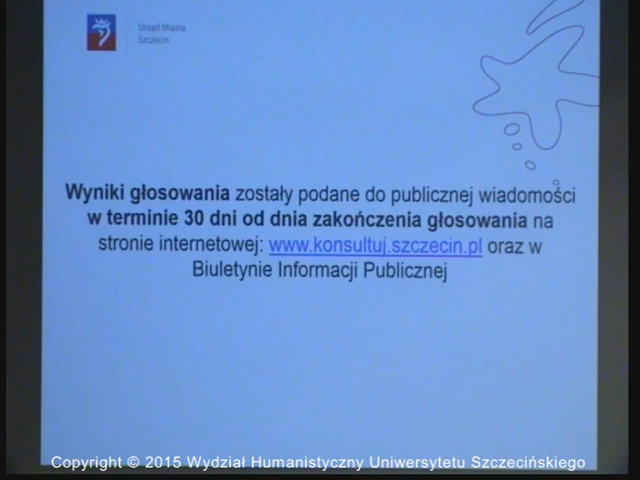 Urząd Miasta
Szczecin
Wyniki głosowania zostały podane do publicznej wiadomości
w terminie 30 dni od dnia zakończenia głosowania na
stronie internetowej: www.konsultuj.szczecin.pl oraz w
Biuletynie Informacji Publicznej
Copyright © 2015 Wydział Humanistyczny Uniwersytetu Szczecińskiego